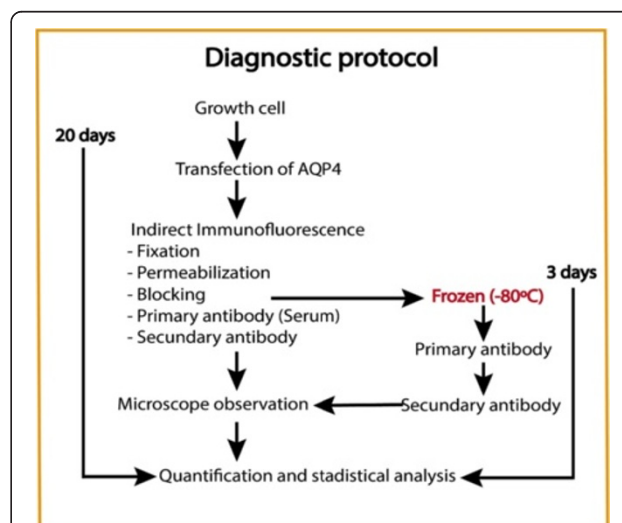 Diagnostic protocol
Growth cell
20 days
Transfection of AQP4
Indirect Immunofluorescence
- Fixation
- Permeabilization
3 days
- Blocking
Frozen (-80ºC)
- Primary antibody (Serum)
- Secundary antibody
Primary antibody
Microscope observation
Secundary antibody
Quantification and stadistical analysis